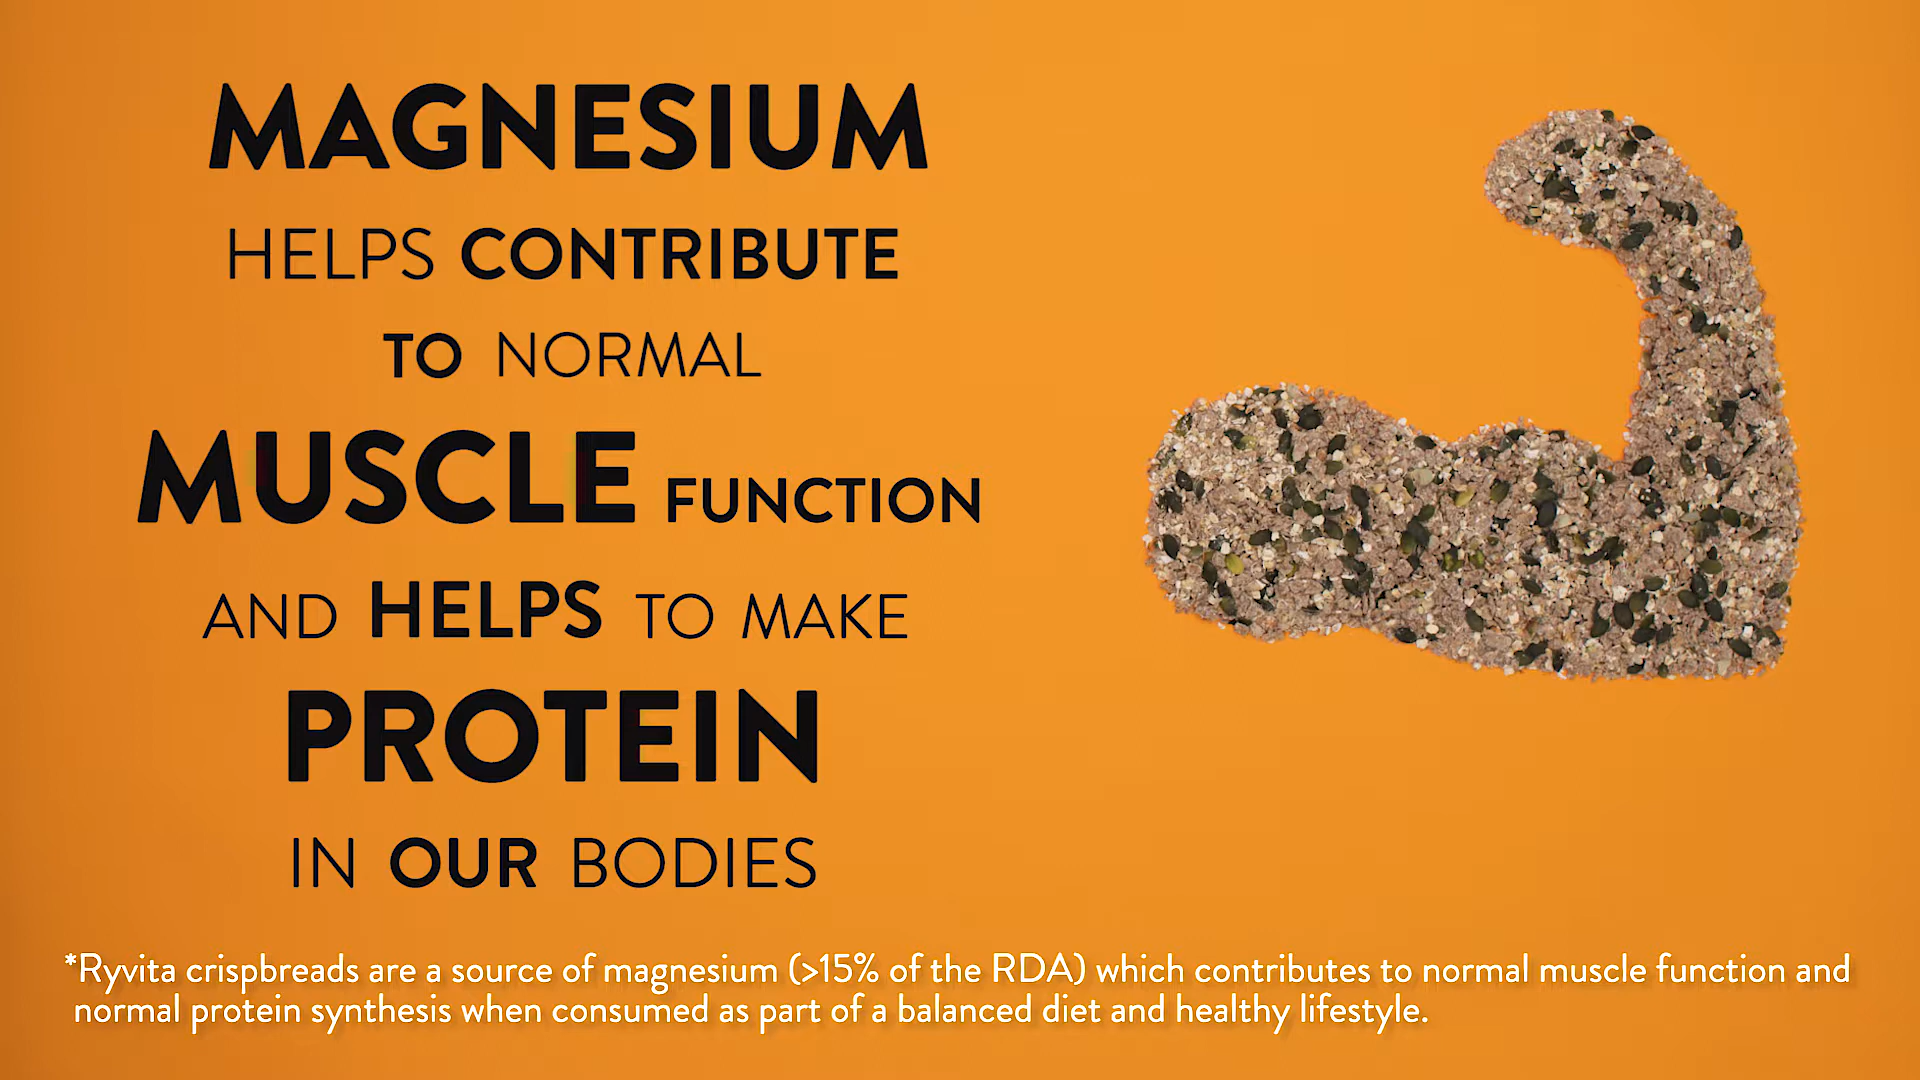 MAGNESIUM
HELPS CONTRIBUTE
TO NORMAL
MUSCLE FUNCTION
AND HELPS TO MAKE
PROTEIN
IN OUR BODIES
*Ryvita crispbreads are a source of magnesium (>15% of the RDA) which contributes to normal muscle function and
normal protein synthesis when consumed as part of a balanced diet and healthy lifestyle.